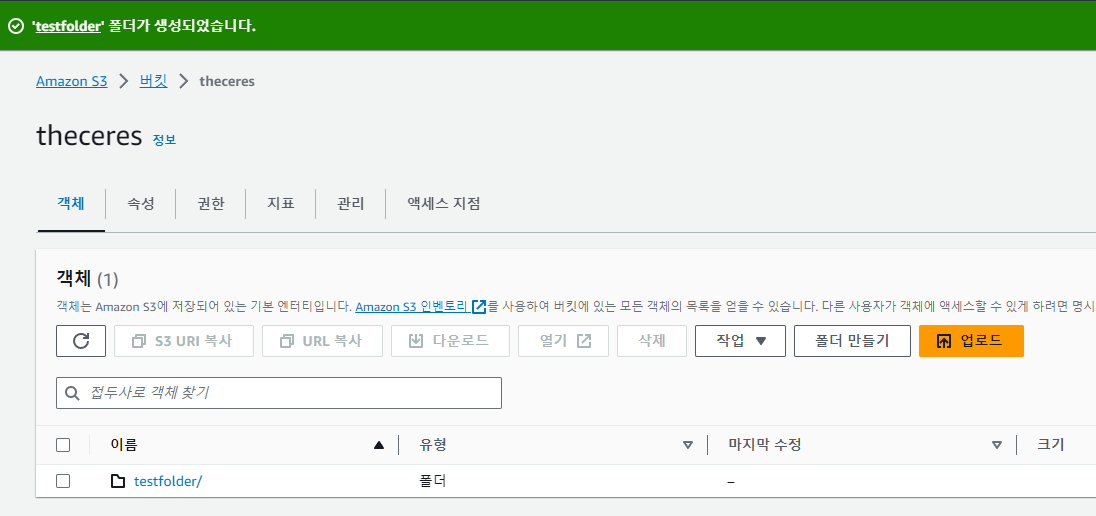 'testfolder' 폴더가 생성되었습니다.
Amazon S3 > 버킷 > theceres
theceres 정보
객체 속성 권한 지표 관리 액세스 지점
객체 (1)
객체는 Amazon S3에 저장되어 있는 기본 엔터티입니다. Amazon S3 인벤토리 를 사용하여 버킷에 있는 모든 객체의 목록을 얻을 수 있습니다. 다른 사용자가 객체에 액세스할 수 있게 하려면 명시
S3 URI 복사 URL 복사 다운로드 열기 삭제 작업 폴더 만들기 업로드
접두사로 객체 찾기
이름 유형 마지막 수정 크기
testfolder/ 폴더 –